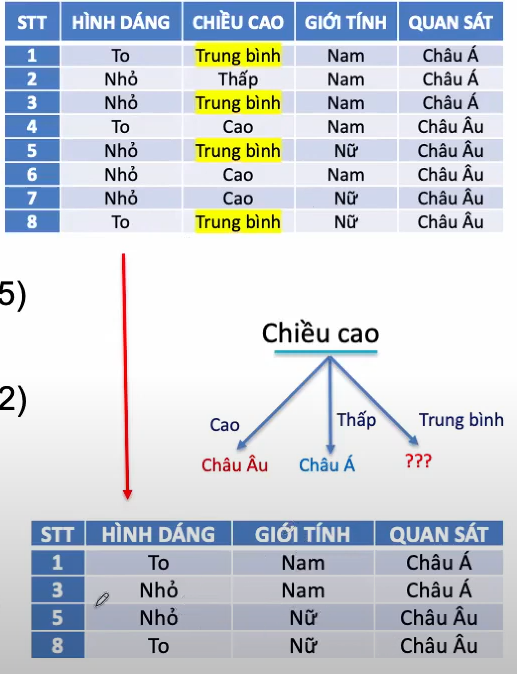 STT HÌNH DÁNG CHIỀU CAO GIỚI TÍNH QUAN SÁT
1 To Trung bình Nam Châu Á
2 Nhỏ Thấp Nam Châu Á
3 Nhỏ Trung bình Nam Châu Á
4 To Cao Nam Châu Âu
5 Nhỏ Trung bình Nữ Châu Âu
6 Nhỏ Cao Nam Châu Âu
7 Nhỏ Cao Nữ Châu Âu
8 To Trung bình Nữ Châu Âu
5)
Chiều cao
2)
Cao Thấp Trung bình
Châu Âu Châu Á ???
STT HÌNH DÁNG GIỚI TÍNH QUAN SÁT
1 To Nam Châu Á
3 Nhỏ Nam Châu Á
5 Nhỏ Nữ Châu Âu
8 To Nữ Châu Âu